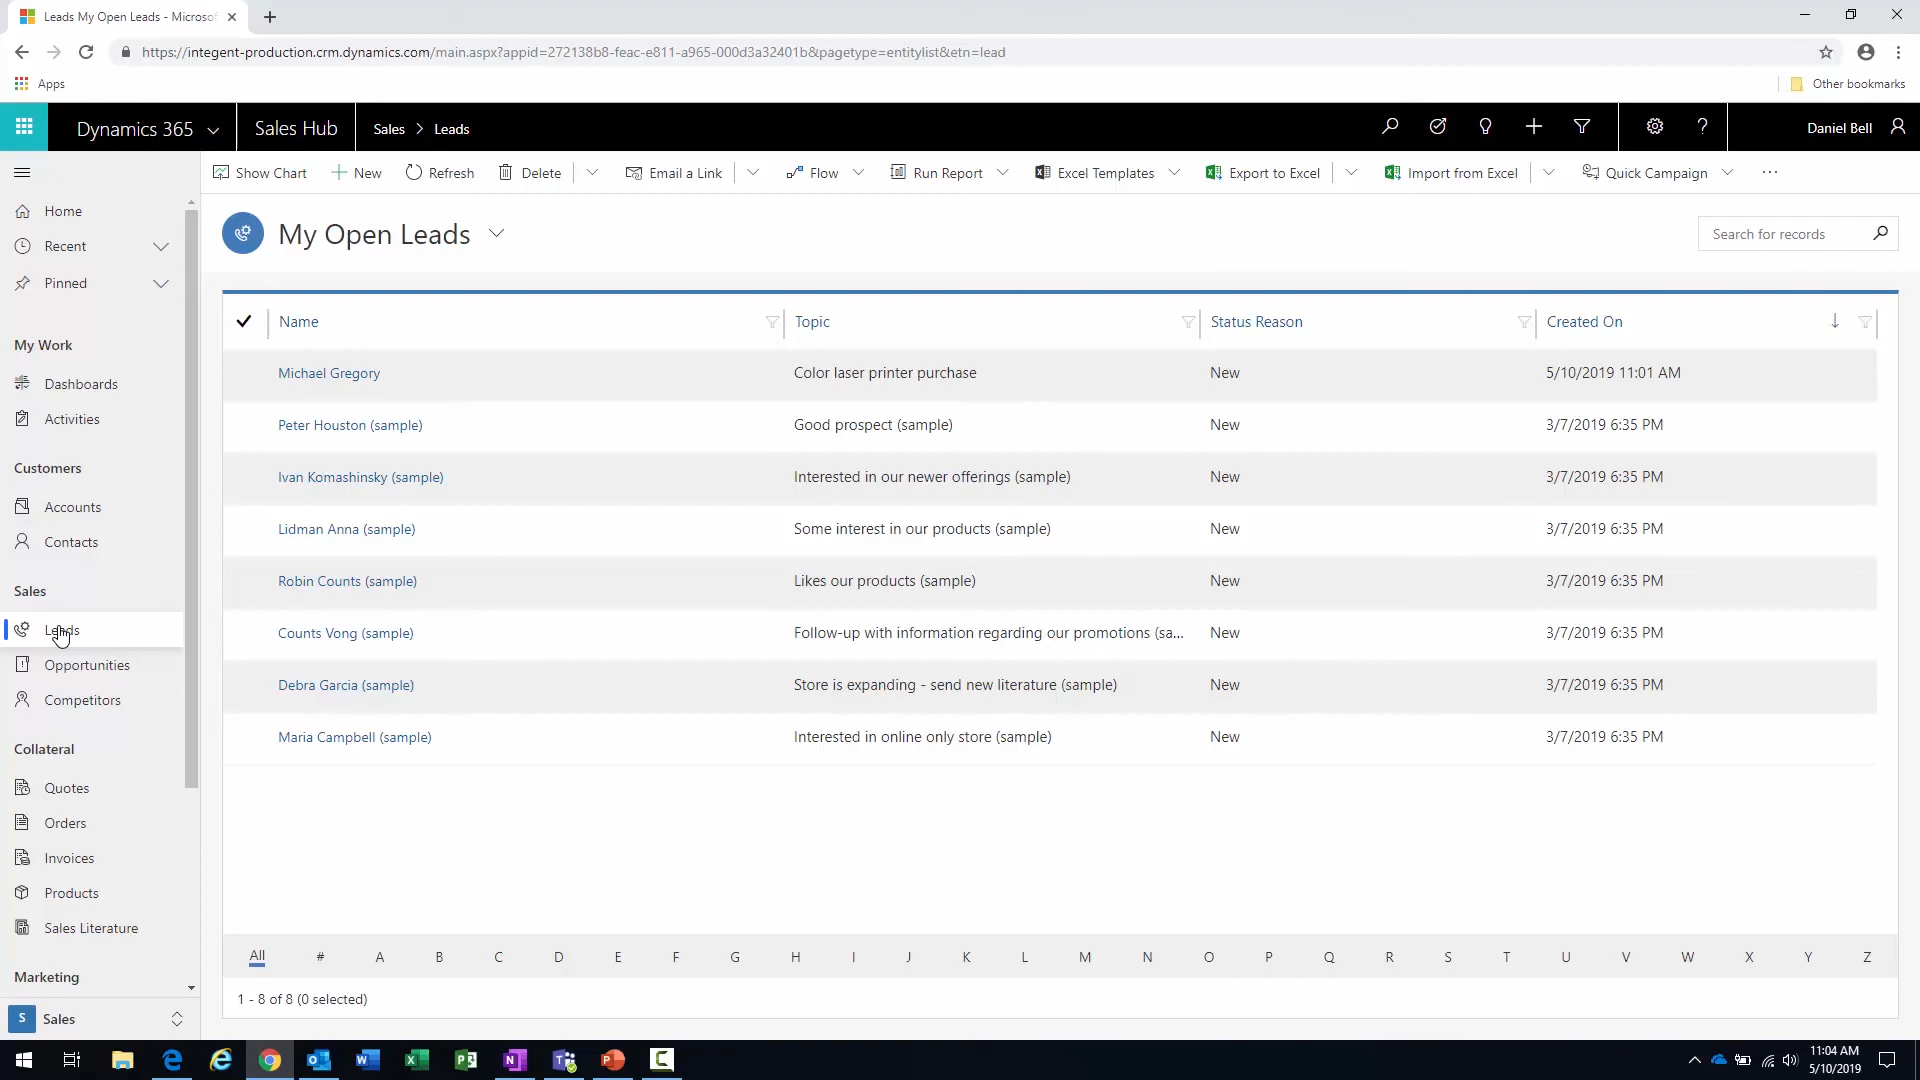 Leads My Open Leads - Microsof
https://integent-production.crm.dynamics.com/main.aspx?appid=272138b8-feac-e811-a965-000d3a32401b&pagetype=entitylist&etn=lead
Apps
Other bookmarks
Dynamics 365
Sales Hub
Sales > Leads
Daniel Bell
Show Chart
New
Refresh
Delete
Email a Link
Flow
Run Report
Excel Templates
Export to Excel
Import from Excel
Quick Campaign
Home
Recent
Pinned
My Work
Dashboards
Activities
Customers
Accounts
Contacts
Sales
Leads
Opportunities
Competitors
Collateral
Quotes
Orders
Invoices
Products
Sales Literature
Marketing
S Sales
My Open Leads
Search for records
Name Topic Status Reason Created On
Michael Gregory Color laser printer purchase New 5/10/2019 11:01 AM
Peter Houston (sample) Good prospect (sample) New 3/7/2019 6:35 PM
Ivan Komashinsky (sample) Interested in our newer offerings (sample) New 3/7/2019 6:35 PM
Lidman Anna (sample) Some interest in our products (sample) New 3/7/2019 6:35 PM
Robin Counts (sample) Likes our products (sample) New 3/7/2019 6:35 PM
Counts Vong (sample) Follow-up with information regarding our promotions (sa... New 3/7/2019 6:35 PM
Debra Garcia (sample) Store is expanding - send new literature (sample) New 3/7/2019 6:35 PM
Maria Campbell (sample) Interested in online only store (sample) New 3/7/2019 6:35 PM
All # A B C D E F G H I J K L M N O P Q R S T U V W X Y Z
1 - 8 of 8 (0 selected)
11:04 AM
5/10/2019